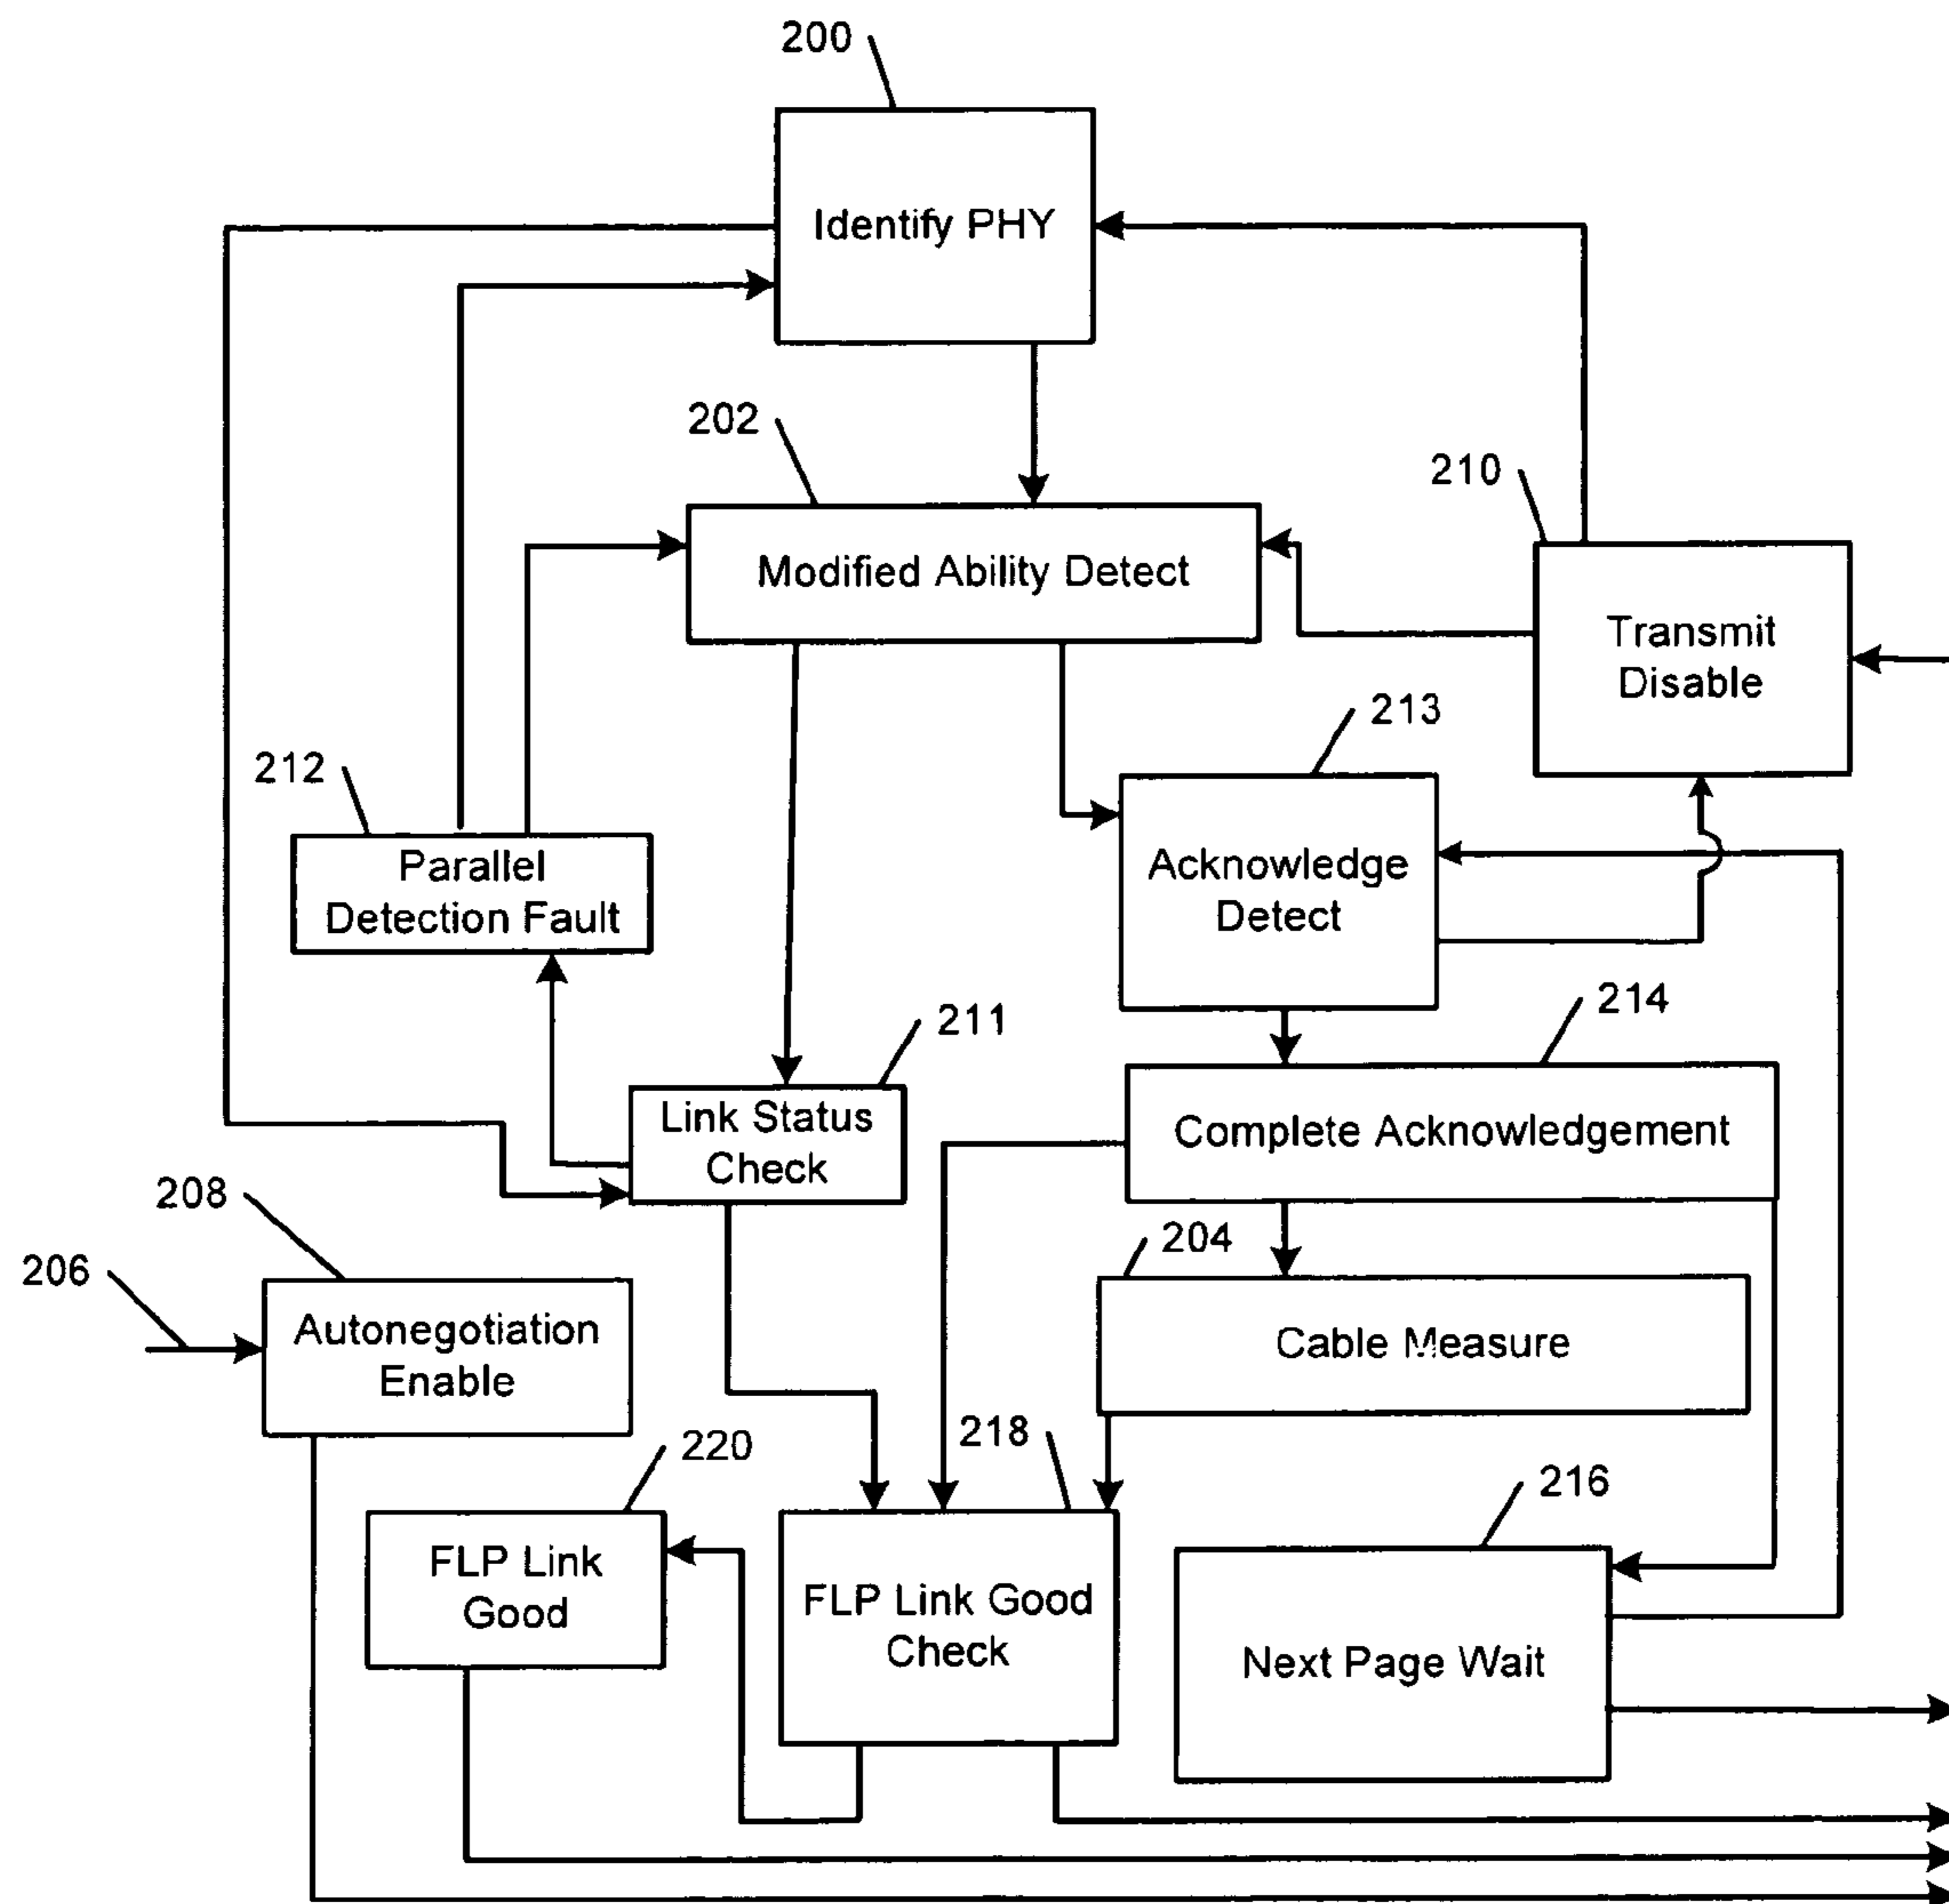 200
Identify PHY
202
Modified Ability Detect
210
Transmit
Disable
213
212
Parallel
Detection Fault
Acknowledge
Detect
214
211
Link Status
Check
Complete Acknowledgement
208
204
206
Autonegotiation
Enable
Cable Measure
218
220
216
FLP Link
Good
FLP Link Good
Check
Next Page Wait